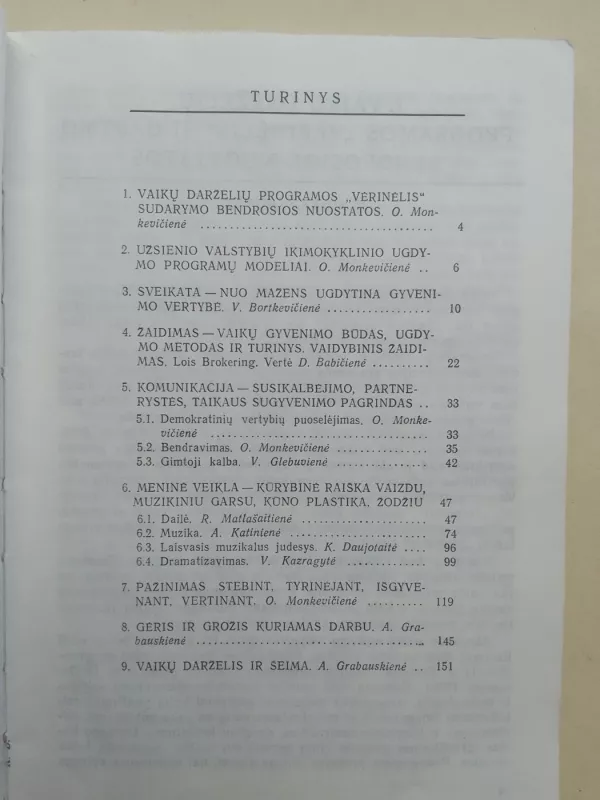 TURINYS
1. VAIKŲ DARŽELIŲ PROGRAMOS „VĖRINĖLIS“
SUDARYMO BENDROSIOS NUOSTATOS. O. Mon-
kevičienė ........................................ 4
2. UŽSIENIO VALSTYBIŲ IKIMOKYKLINIO UGDY-
MO PROGRAMŲ MODELIAI. O. Monkevičienė .. 6
3. SVEIKATA — NUO MAŽENS UGDYTINA GYVENI-
MO VERTYBĖ. V. Bortkevičienė ................ 10
4. ŽAIDIMAS — VAIKŲ GYVENIMO BŪDAS, UGDY-
MO METODAS IR TURINYS. VAIDYBINIS ŽAIDI-
MAS. Lois Brokering. Vertė D. Babičienė .......... 22
5. KOMUNIKACIJA — SUSIKALBĖJIMO, PARTNE-
RYSTĖS, TAIKAUS SUGYVENIMO PAGRINDAS .. 33
5.1. Demokratinių vertybių puoselėjimas. O. Monke-
vičienė .................................... 33
5.2. Bendravimas. O. Monkevičienė .............. 35
5.3. Gimtoji kalba. V. Glebuvienė .............. 42
6. MENINĖ VEIKLA — KŪRYBINĖ RAIŠKA VAIZDU,
MUZIKINIU GARSU, KŪNO PLASTIKA, ŽODŽIU 47
6.1. Dailė. R. Matlašaitienė .................. 47
6.2. Muzika. A. Katinienė .................... 74
6.3. Laisvasis muzikalus judesys. K. Daujotaitė .... 96
6.4. Dramatizavimas. V. Kazragytė .............. 99
7. PAŽINIMAS STEBINT, TYRINĖJANT, IŠGYVE-
NANT, VERTINANT. O. Monkevičienė .......... 119
8. GĖRIS IR GROŽIS KURIAMAS DARBU. A. Gra-
bauskienė ...................................... 145
9. VAIKŲ DARŽELIS IR ŠEIMA. A. Grabauskienė .. 151